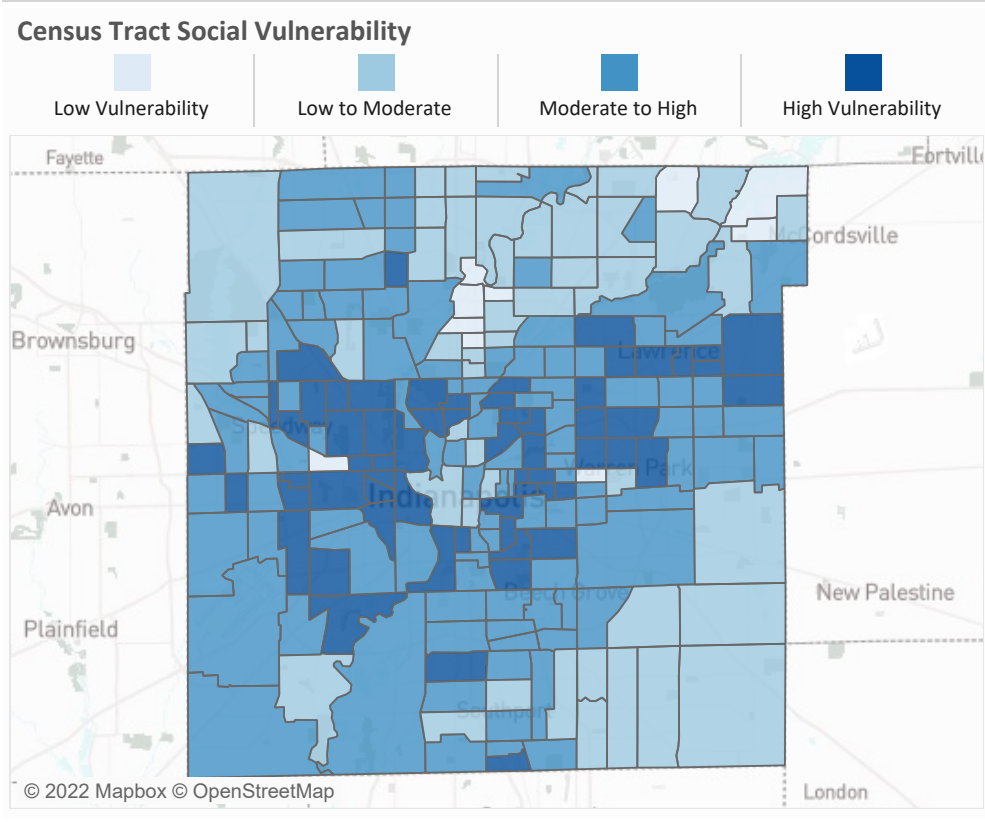 Census Tract Social Vulnerability
Low Vulnerability
Low to Moderate
Moderate to High
High Vulnerability
Fayette
Fortville
McCordsville
Brownsburg
Lawrence
Speedway
Warren Park
Indianapolis
Avon
Beech Grove
New Palestine
Plainfield
Southport
© 2022 Mapbox © OpenStreetMap
London